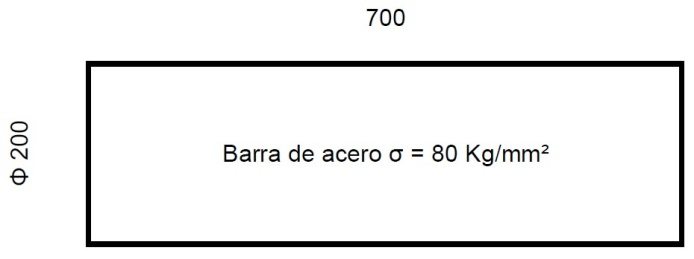 700
Φ 200
Barra de acero σ = 80 Kg/mm²